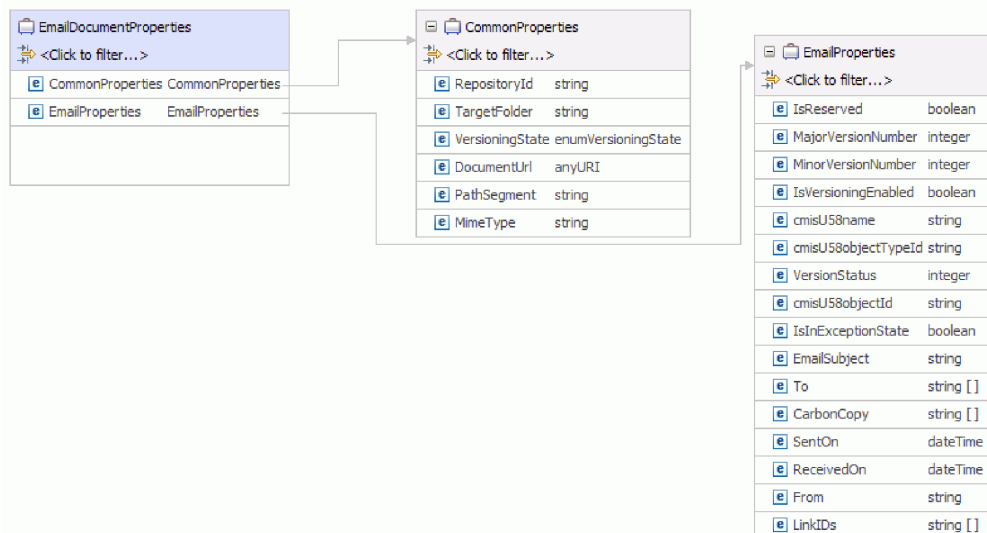 EmailDocumentProperties
<Click to filter...>
CommonProperties CommonProperties
EmailProperties EmailProperties
CommonProperties
<Click to filter...>
RepositoryId string
TargetFolder string
VersioningState enumVersioningState
DocumentUrl anyURI
PathSegment string
MimeType string
EmailProperties
<Click to filter...>
IsReserved boolean
MajorVersionNumber integer
MinorVersionNumber integer
IsVersioningEnabled boolean
cmisU58name string
cmisU58objectTypeId string
VersionStatus integer
cmisU58objectId string
IsInExceptionState boolean
EmailSubject string
To string []
CarbonCopy string []
SentOn dateTime
ReceivedOn dateTime
From string
LinkIDs string []